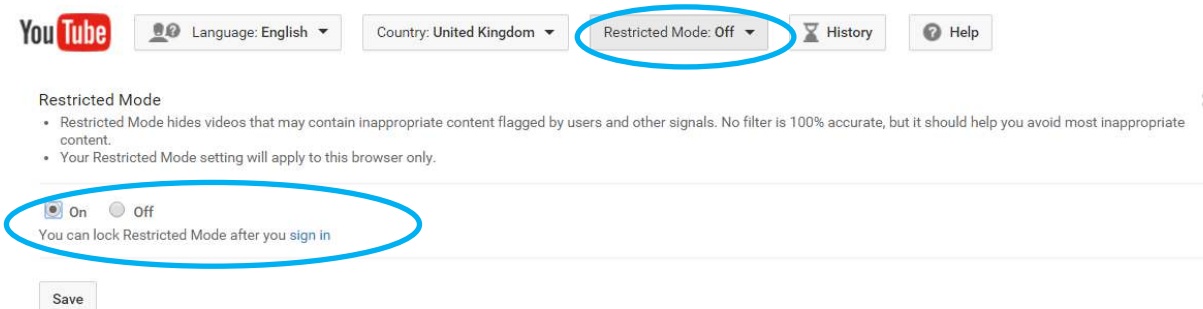 YouTube Language: English Country: United Kingdom Restricted Mode: Off History Help
Restricted Mode
• Restricted Mode hides videos that may contain inappropriate content flagged by users and other signals. No filter is 100% accurate, but it should help you avoid most inappropriate
content.
• Your Restricted Mode setting will apply to this browser only.
On Off
You can lock Restricted Mode after you sign in
Save